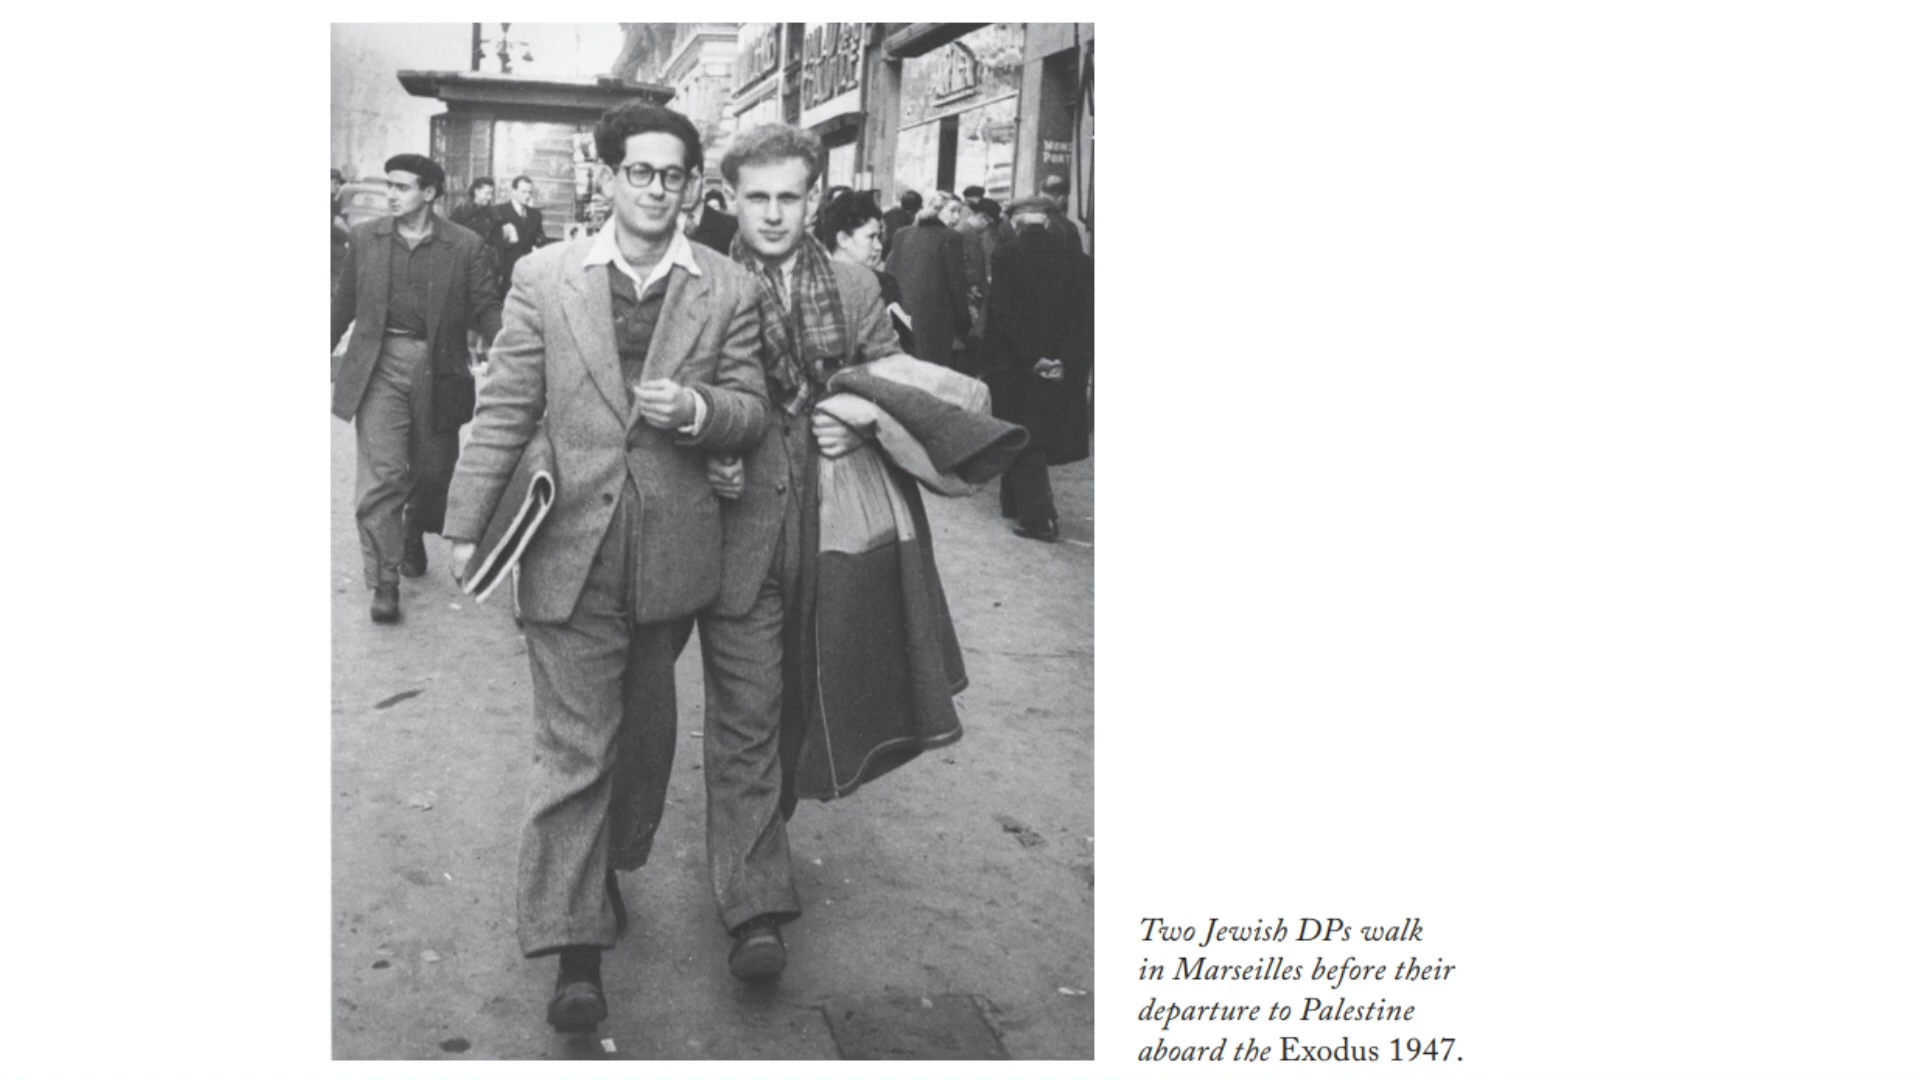 Two Jewish DPs walk
in Marseilles before their
departure to Palestine
aboard the Exodus 1947.